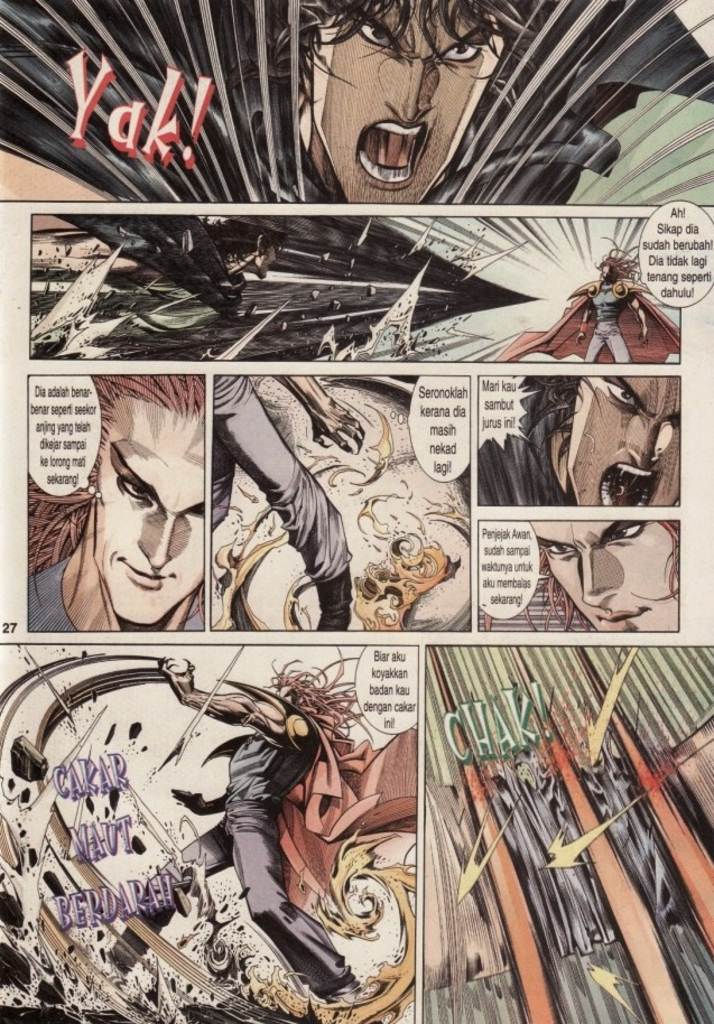 Yak!
Ah!
Sikap dia
sudah berubah!
Dia tidak lagi
tenang seperti
dahulu!
Dia adalah benar-
benar seperti seekor
anjing yang telah
dikejar sampai
ke lorong mati
sekarang!
Seronoklah
kerana dia
masih
nekad
lagi!
Mari kau
sambut
jurus ini!
Penjejak Awan,
sudah sampai
waktunya untuk
aku membalas
sekarang!
27
Biar aku
koyakkan
badan kau
dengan cakar
ini!
CAKAR
MAUT
BERDARAH
CHAK!